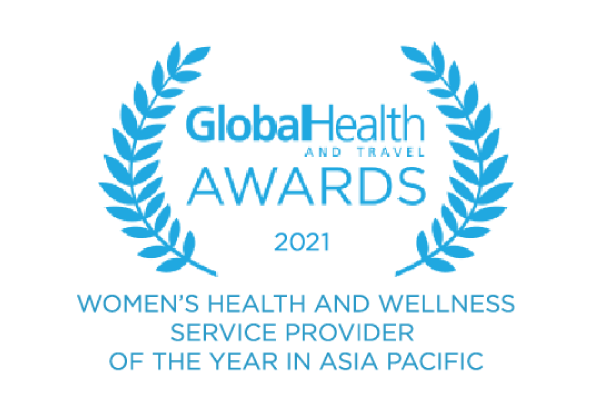 GlobalHealth
AND TRAVEL
AWARDS
2021
WOMEN'S HEALTH AND WELLNESS
SERVICE PROVIDER
OF THE YEAR IN ASIA PACIFIC